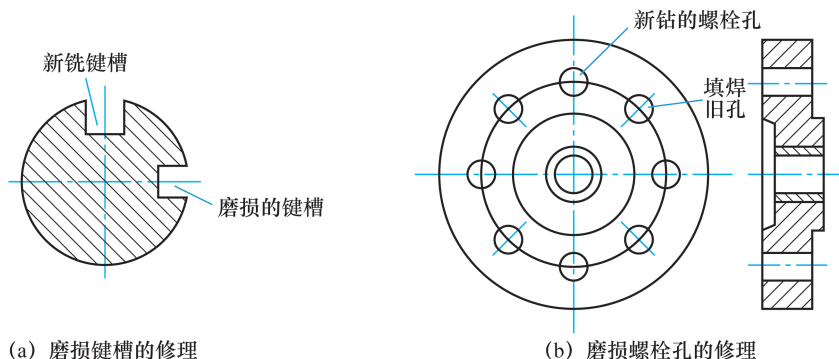 新铣键槽
磨损的键槽
(a) 磨损键槽的修理
新钻的螺栓孔
填焊
旧孔
(b) 磨损螺栓孔的修理